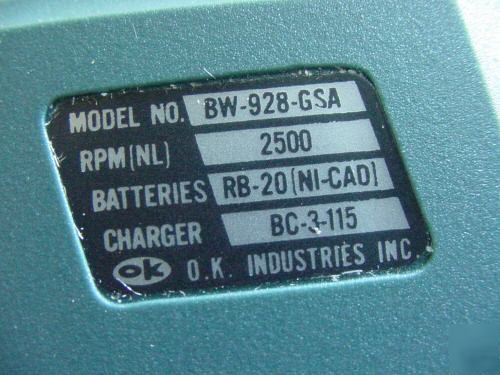 MODEL NO. BW-928-GSA
RPM(NL) 2500
BATTERIES RB-20(NI-CAD)
CHARGER BC-3-115
ok O.K. INDUSTRIES INC.